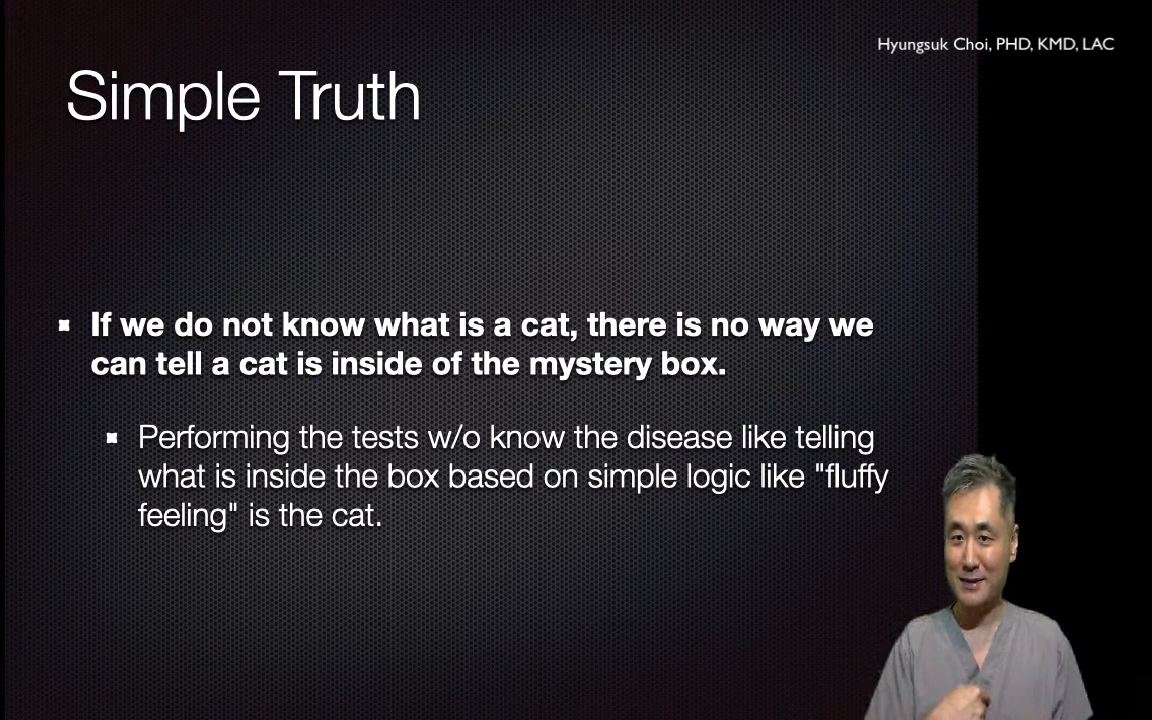 Hyungsuk Choi, PHD, KMD, LAC
Simple Truth
If we do not know what is a cat, there is no way we
can tell a cat is inside of the mystery box.
Performing the tests w/o know the disease like telling
what is inside the box based on simple logic like "fluffy
feeling" is the cat.